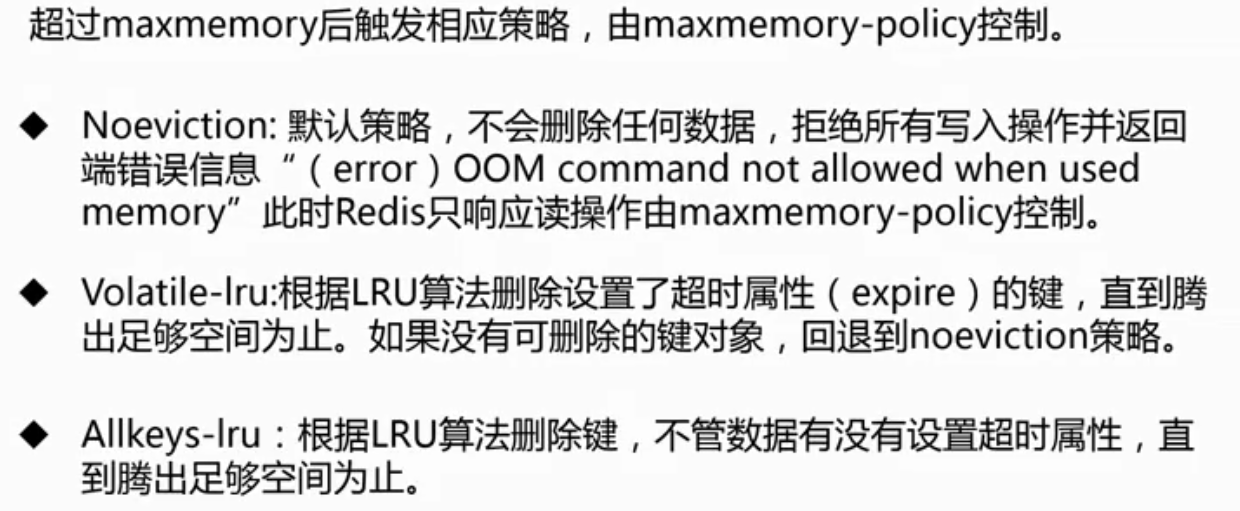 超过maxmemory后触发相应策略，由maxmemory-policy控制。
◆ Noeviction: 默认策略，不会删除任何数据，拒绝所有写入操作并返回
端错误信息“（error）OOM command not allowed when used
memory”此时Redis只响应读操作由maxmemory-policy控制。
◆ Volatile-lru:根据LRU算法删除设置了超时属性（expire）的键，直到腾
出足够空间为止。如果没有可删除的键对象，回退到noeviction策略。
◆ Allkeys-lru：根据LRU算法删除键，不管数据有没有设置超时属性，直
到腾出足够空间为止。